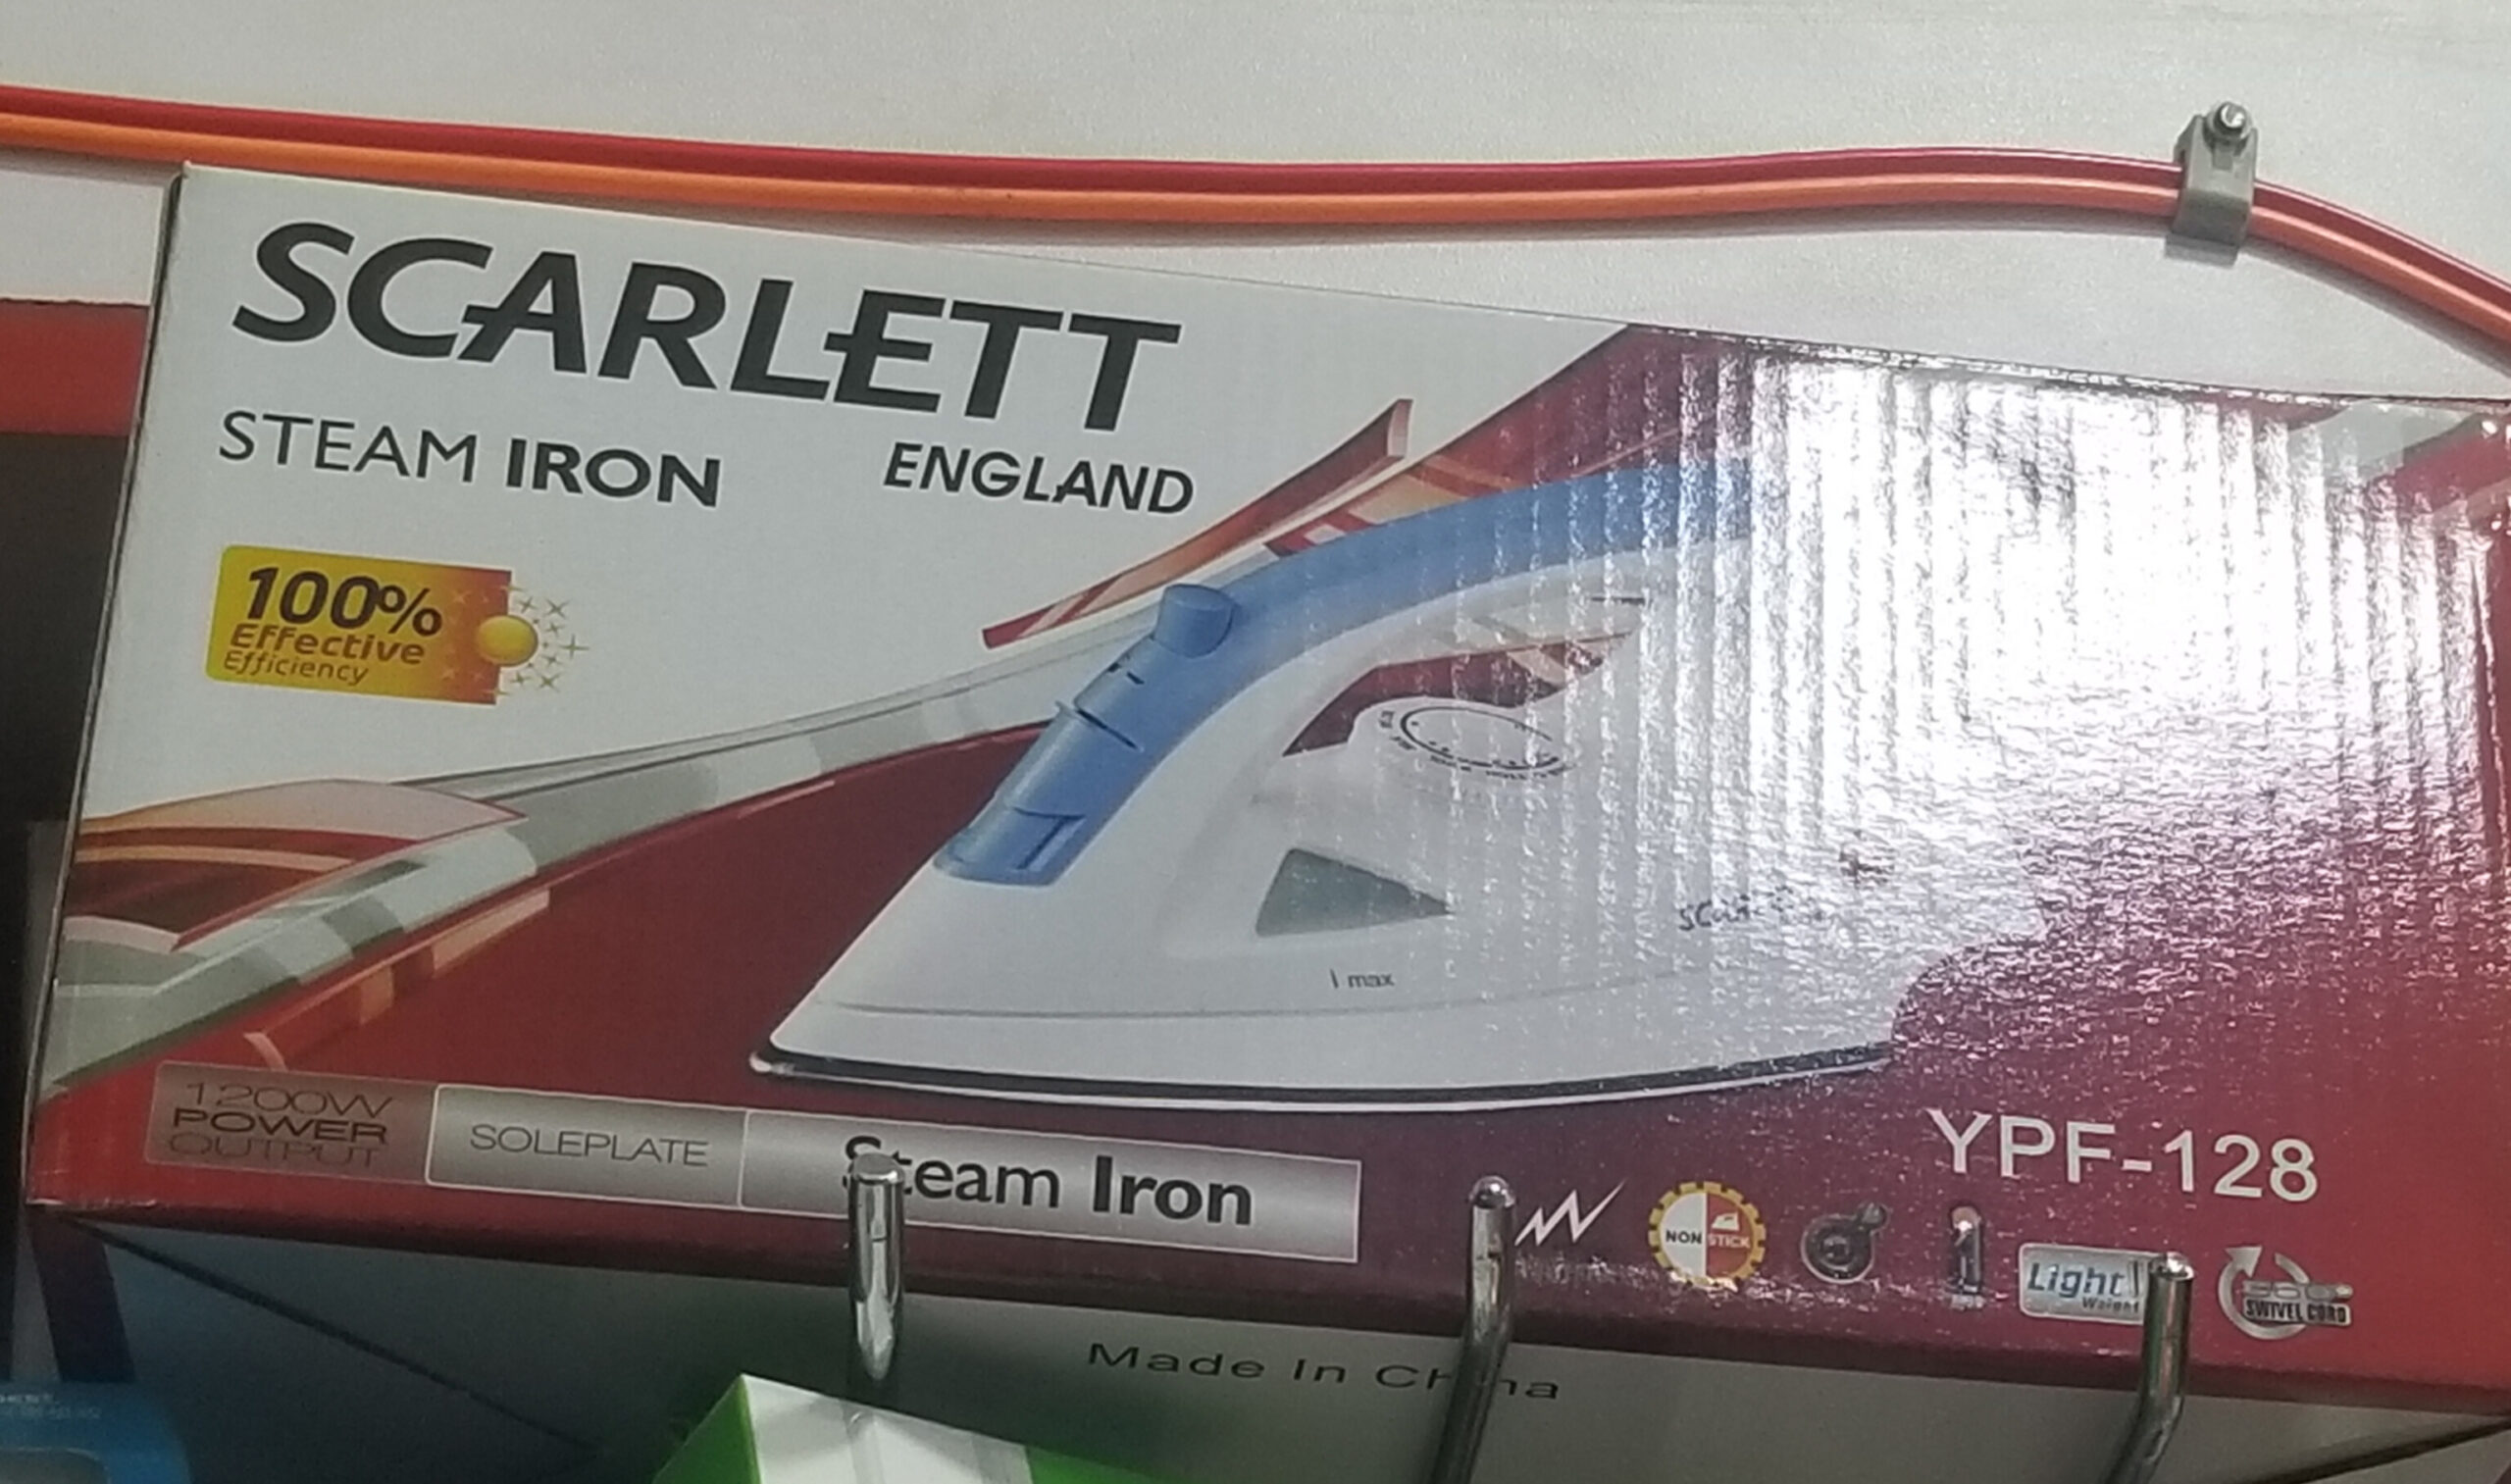 SCARLETT
STEAM IRON
ENGLAND
100%
Effective
Efficiency
I max
1200W
POWER
OUTPUT
SOLEPLATE
Steam Iron
YPF-128
NON STICK
Light
Weight
SWIVEL CORD
Made In China